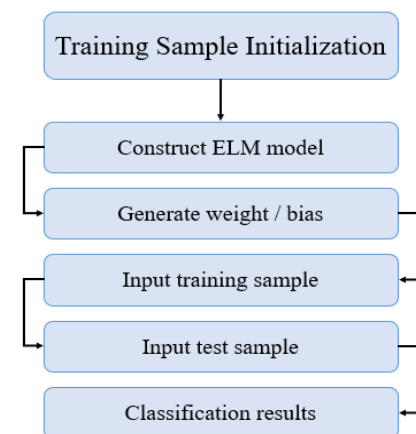 Training Sample Initialization
Construct ELM model
Generate weight / bias
Input training sample
Input test sample
Classification results